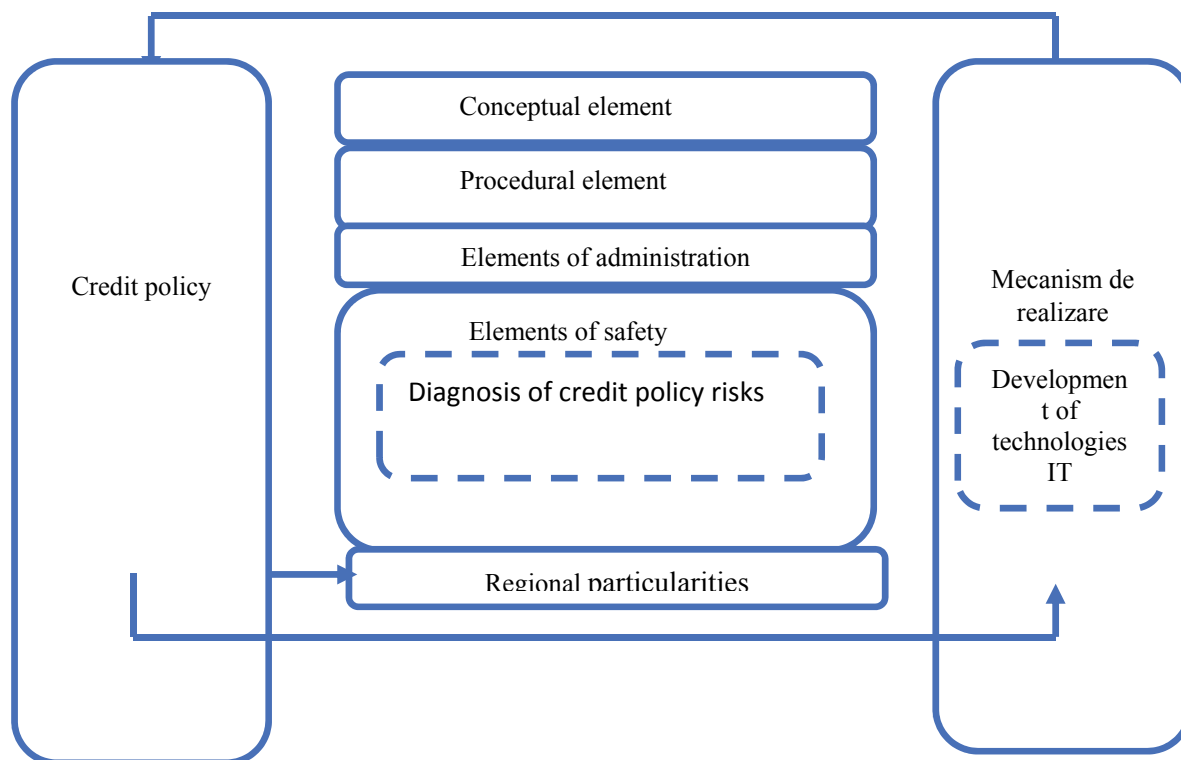 Credit policy
Conceptual element
Procedural element
Elements of administration
Elements of safety
Diagnosis of credit policy risks
Regional particularities
Mecanism de
realizare
Developmen
t of
technologies
IT